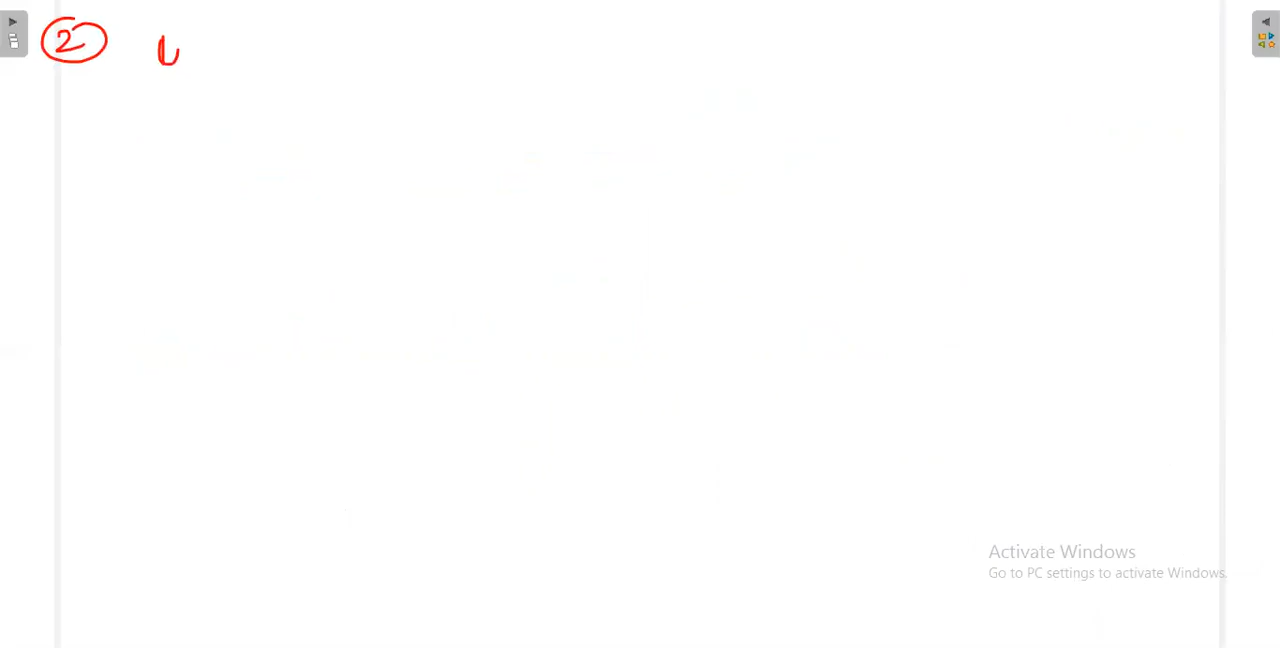 ② U
Activate Windows
Go to PC settings to activate Windows.